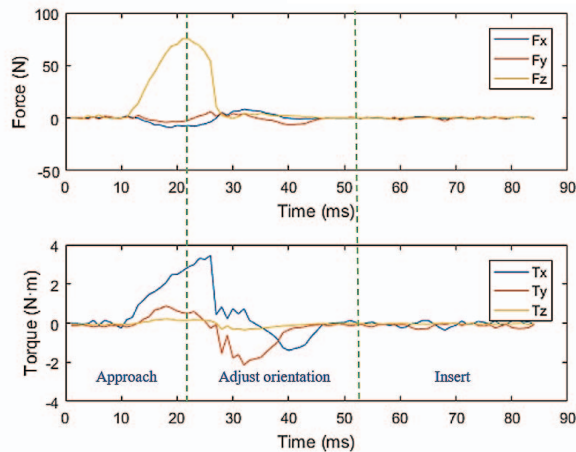 100
50
0
-50
Force (N)
Fx
Fy
Fz
0 10 20 30 40 50 60 70 80 90
Time (ms)
4
2
0
-2
-4
Torque (N·m)
Tx
Ty
Tz
Approach Adjust orientation Insert
0 10 20 30 40 50 60 70 80 90
Time (ms)